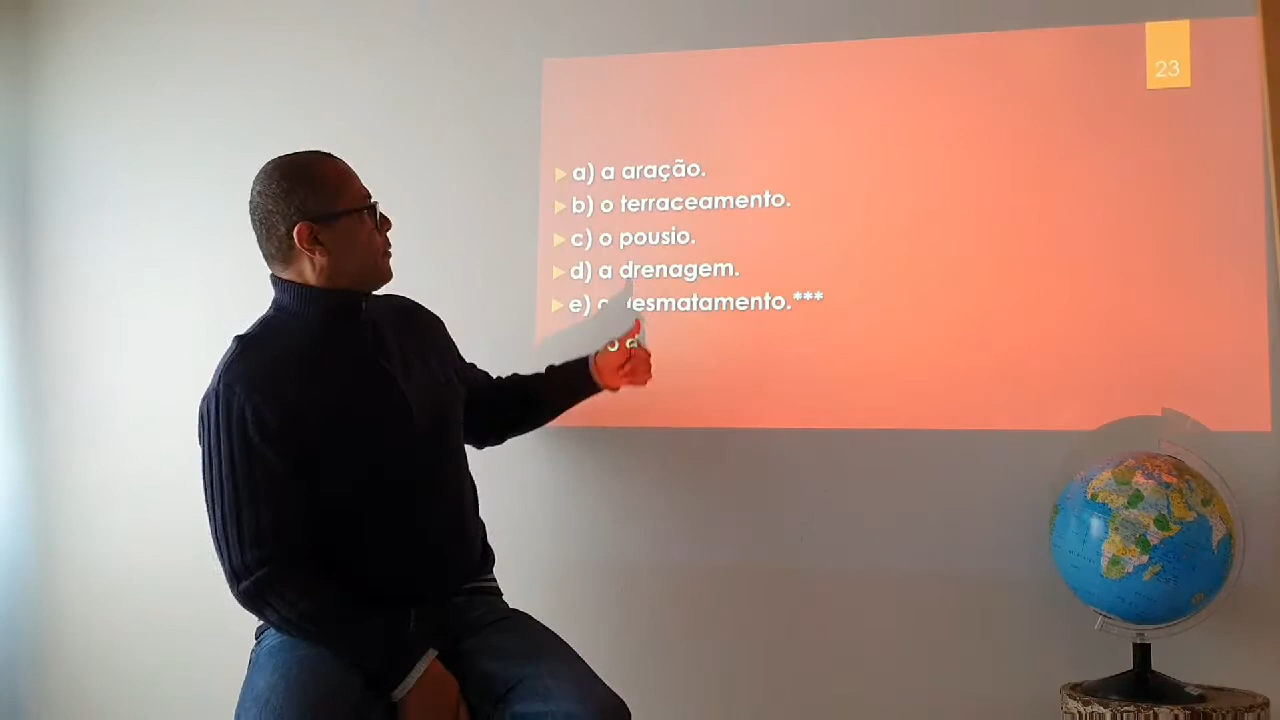 23
a) a aração.
b) o terraceamento.
c) o pousio.
d) a drenagem.
e) esmatamento.***